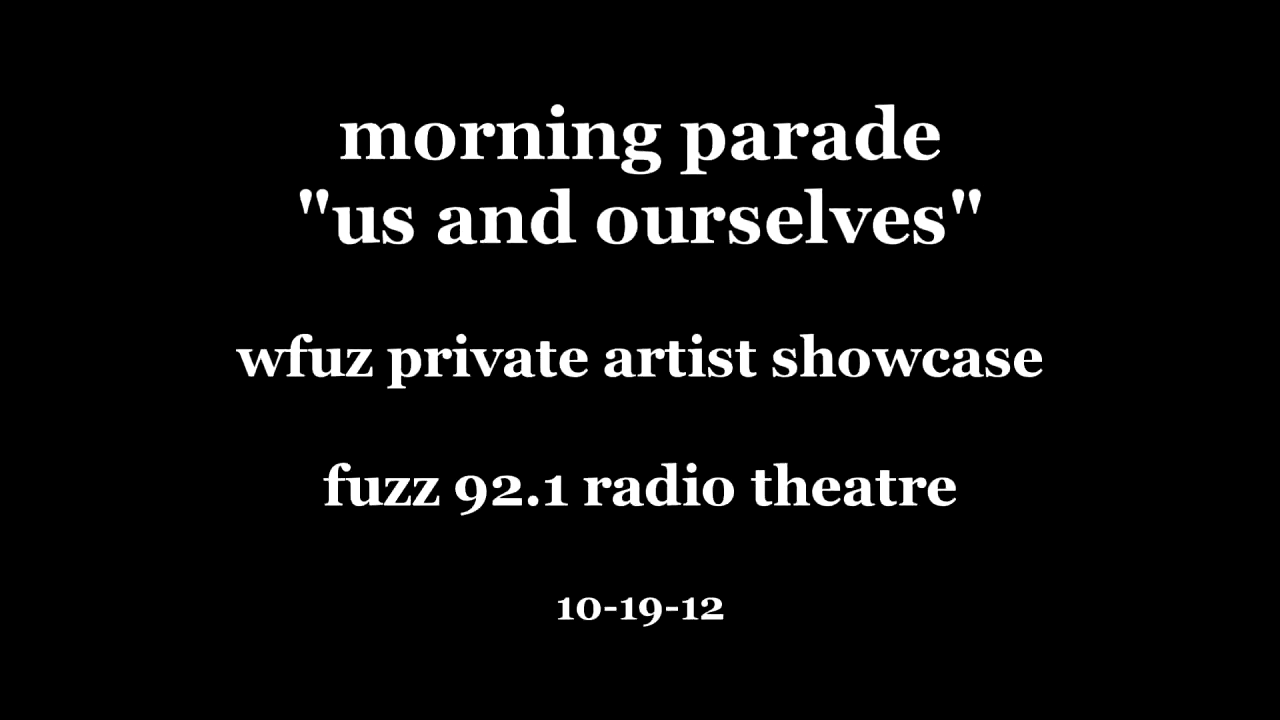 morning parade
"us and ourselves"
wfuz private artist showcase
fuzz 92.1 radio theatre
10-19-12